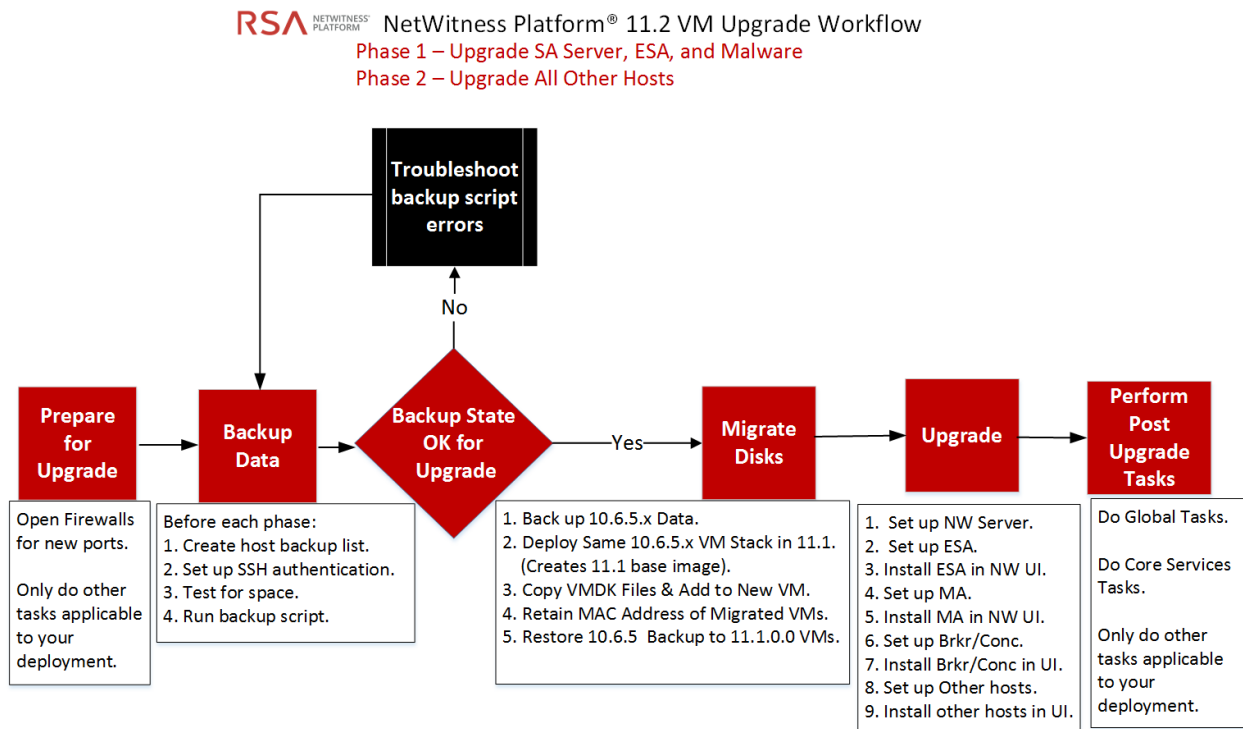 RSA NETWITNESS® PLATFORM NetWitness Platform® 11.2 VM Upgrade Workflow
Phase 1 – Upgrade SA Server, ESA, and Malware
Phase 2 – Upgrade All Other Hosts
Troubleshoot
backup script
errors
No
Prepare
for
Upgrade
Backup
Data
Backup State
OK for
Upgrade
Yes
Migrate
Disks
Upgrade
Perform
Post
Upgrade
Tasks
Open Firewalls
for new ports.
Only do other
tasks applicable
to your
deployment.
Before each phase:
1. Create host backup list.
2. Set up SSH authentication.
3. Test for space.
4. Run backup script.
1. Back up 10.6.5.x Data.
2. Deploy Same 10.6.5.x VM Stack in 11.1.
(Creates 11.1 base image).
3. Copy VMDK Files & Add to New VM.
4. Retain MAC Address of Migrated VMs.
5. Restore 10.6.5 Backup to 11.1.0.0 VMs.
1. Set up NW Server.
2. Set up ESA.
3. Install ESA in NW UI.
4. Set up MA.
5. Install MA in NW UI.
6. Set up Brkr/Conc.
7. Install Brkr/Conc in UI.
8. Set up Other hosts.
9. Install other hosts in UI.
Do Global Tasks.
Do Core Services
Tasks.
Only do other
tasks applicable
to your
deployment.